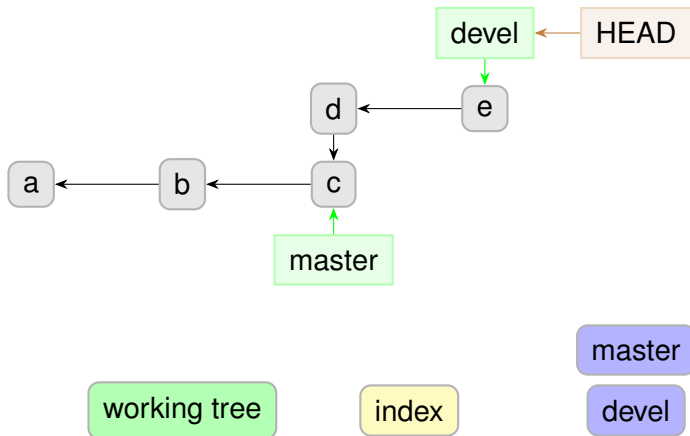 devel HEAD
d e
a b c
master
master
working tree index devel